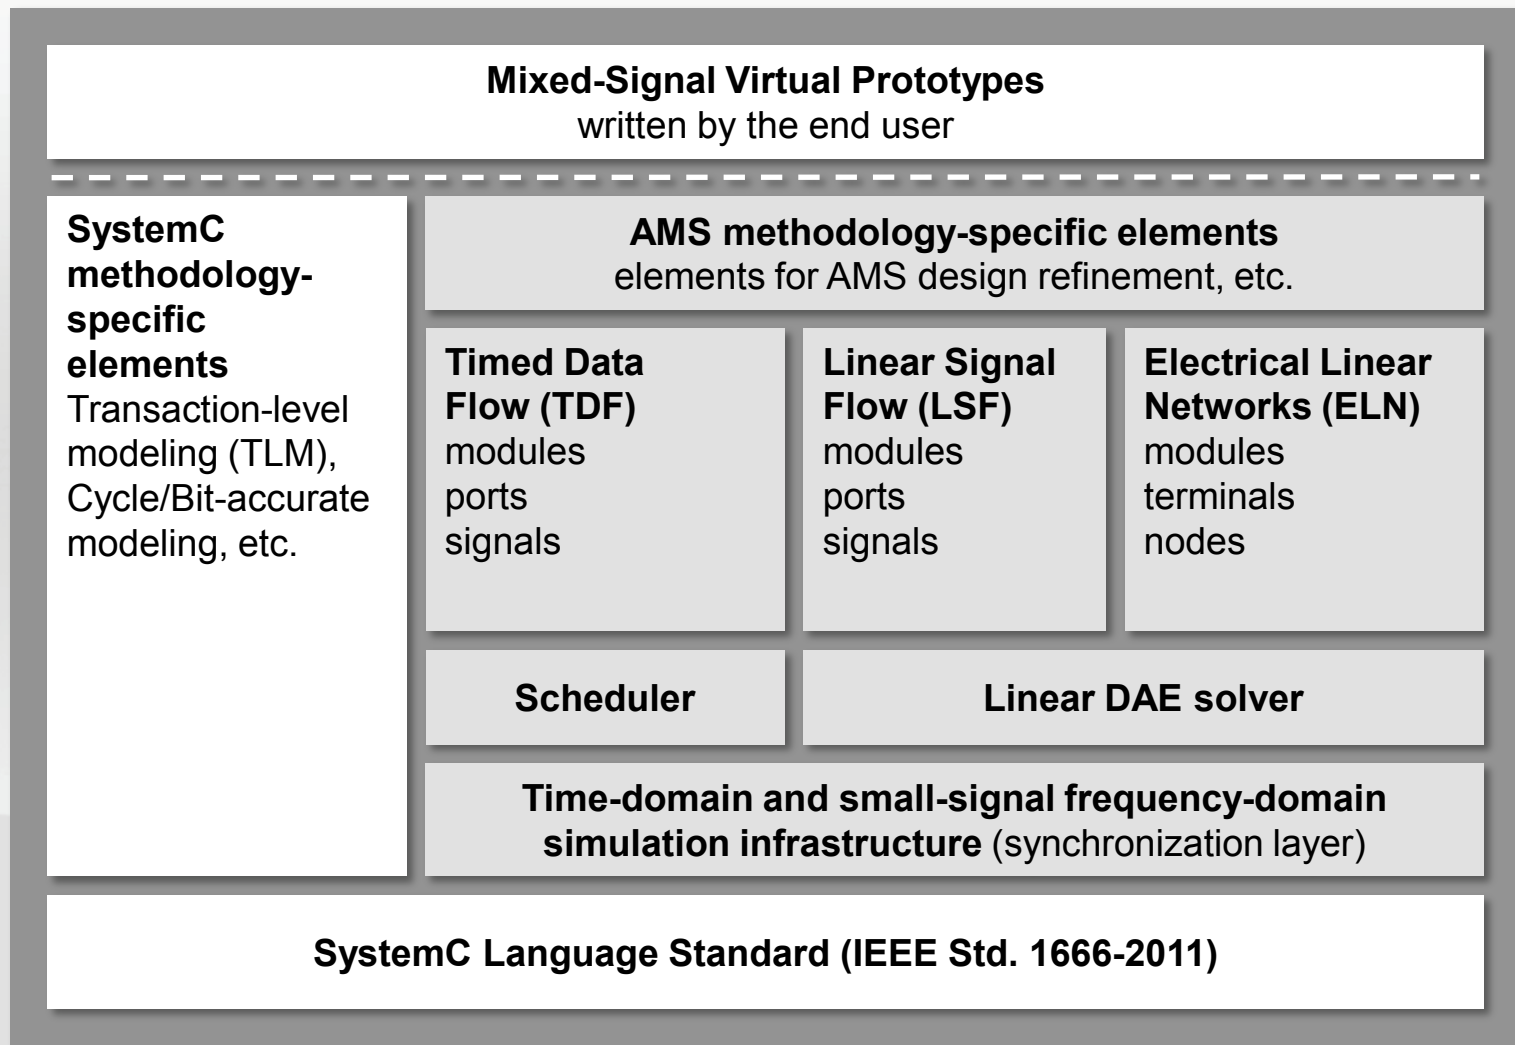 Mixed-Signal Virtual Prototypes
written by the end user
SystemC
methodology-
specific
elements
Transaction-level
modeling (TLM),
Cycle/Bit-accurate
modeling, etc.
AMS methodology-specific elements
elements for AMS design refinement, etc.
Timed Data
Flow (TDF)
modules
ports
signals
Linear Signal
Flow (LSF)
modules
ports
signals
Electrical Linear
Networks (ELN)
modules
terminals
nodes
Scheduler
Linear DAE solver
Time-domain and small-signal frequency-domain
simulation infrastructure (synchronization layer)
SystemC Language Standard (IEEE Std. 1666-2011)